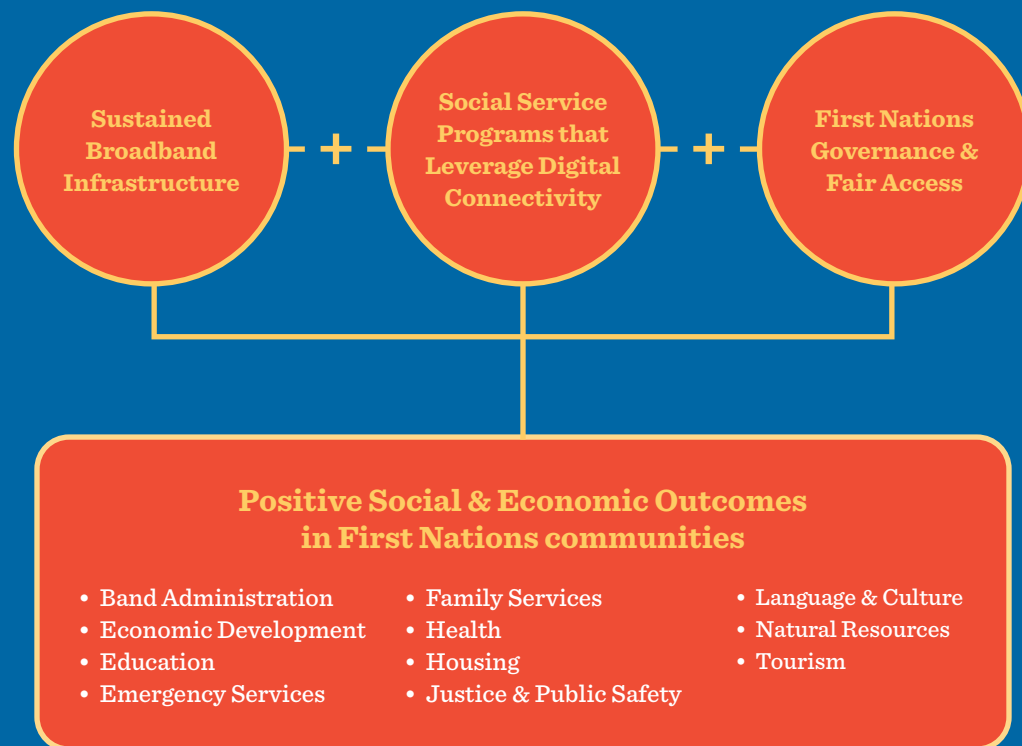 Sustained
Broadband
Infrastructure
+
Social Service
Programs that
Leverage Digital
Connectivity
+
First Nations
Governance &
Fair Access
Positive Social & Economic Outcomes
in First Nations communities
• Band Administration
• Economic Development
• Education
• Emergency Services
• Family Services
• Health
• Housing
• Justice & Public Safety
• Language & Culture
• Natural Resources
• Tourism